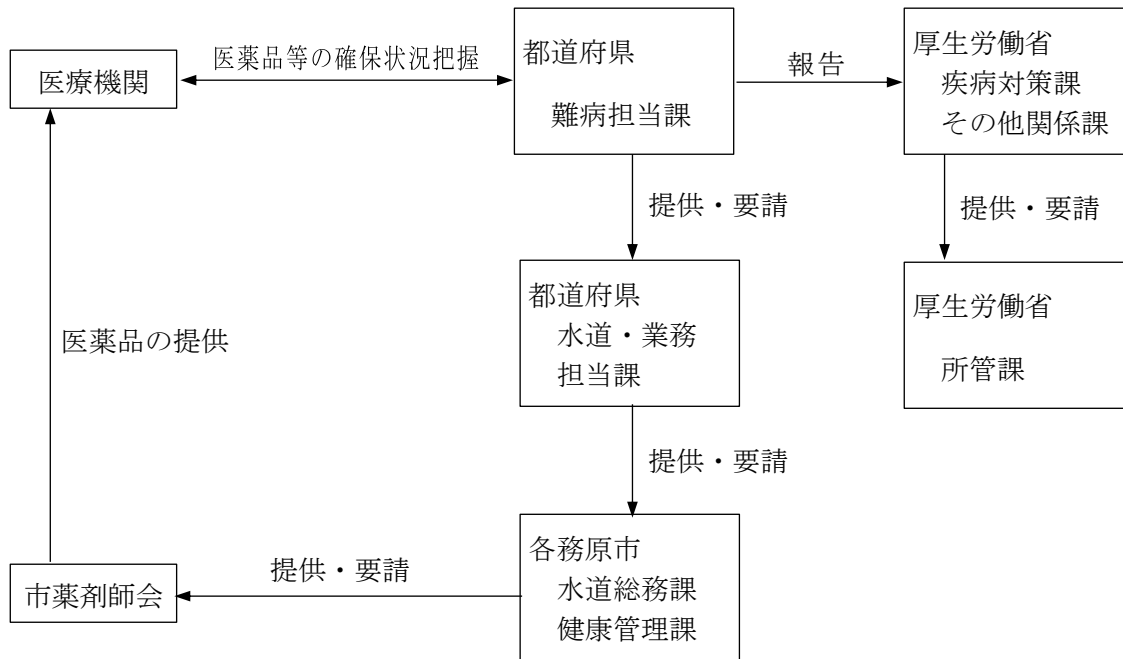 医療機関
医薬品等の確保状況把握
都道府県
難病担当課
報告
厚生労働省
疾病対策課
その他関係課
提供・要請
提供・要請
都道府県
水道・業務
担当課
厚生労働省
所管課
医薬品の提供
提供・要請
市薬剤師会
提供・要請
各務原市
水道総務課
健康管理課